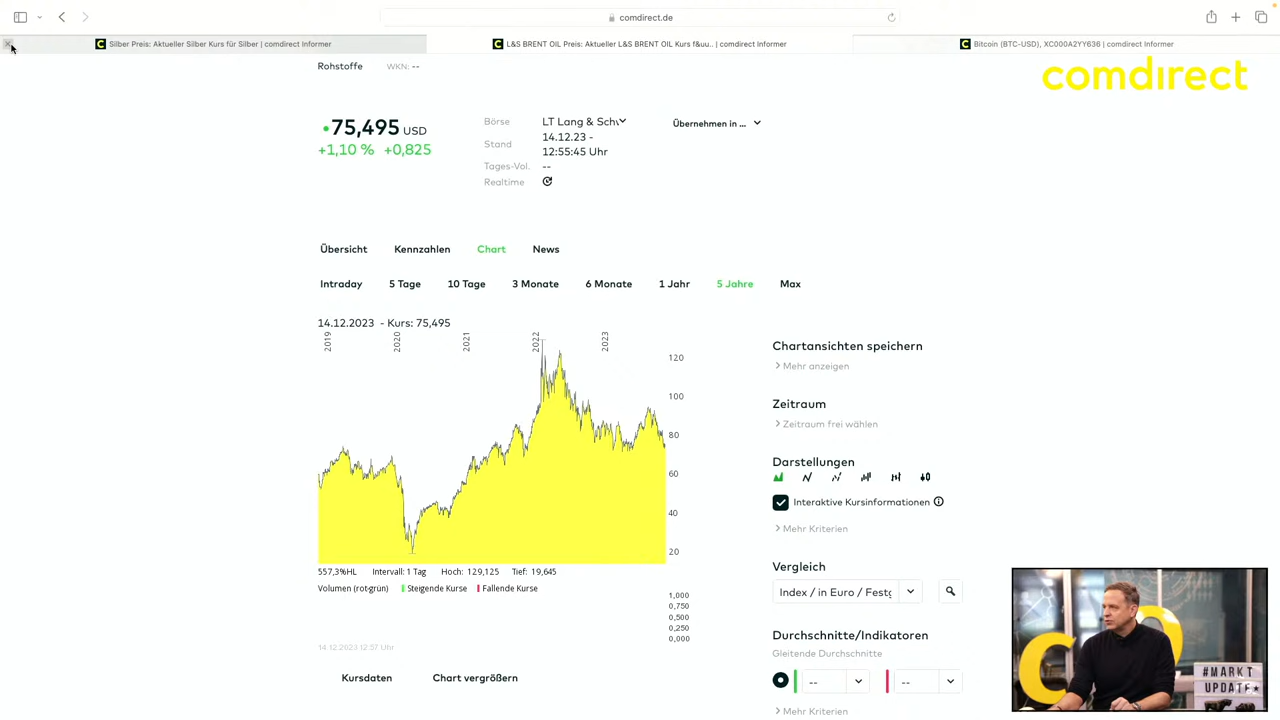 comdirect.de
Silber Preis: Aktueller Silber Kurs für Silber | comdirect Informer
L&S BRENT OIL Preis: Aktueller L&S BRENT OIL Kurs f&uu.. | comdirect Informer
Bitcoin (BTC-USD), XC000A2YY636 | comdirect Informer
Rohstoffe WKN: --
comdirect
75,495 USD
+1,10 % +0,825
Börse LT Lang & Schw
Stand 14.12.23 -
12:55:45 Uhr
Tages-Vol. --
Realtime
Übernehmen in ...
Übersicht Kennzahlen Chart News
Intraday 5 Tage 10 Tage 3 Monate 6 Monate 1 Jahr 5 Jahre Max
14.12.2023 - Kurs: 75,495
2019 2020 2021 2022 2023
120
100
80
60
40
20
557,3%HL Intervall: 1 Tag Hoch: 129,125 Tief: 19,645
Volumen (rot-grün) Steigende Kurse Fallende Kurse
1,000
0,750
0,500
0,250
0,000
14.12.2023 12:57 Uhr
Kursdaten Chart vergrößern
Chartansichten speichern
Mehr anzeigen
Zeitraum
Zeitraum frei wählen
Darstellungen
Interaktive Kursinformationen
Mehr Kriterien
Vergleich
Index / in Euro / Festg
Durchschnitte/Indikatoren
Gleitende Durchschnitte
-- --
Mehr Kriterien
#MARKT
UPDATE